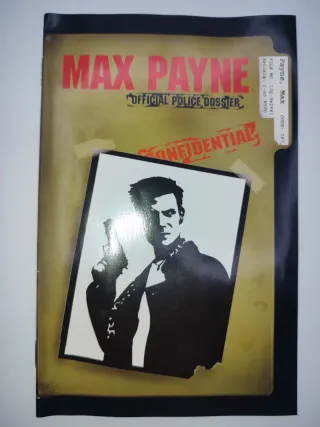 MAX PAYNE
OFFICIAL POLICE DOSSIER
CONFIDENTIAL
Payne, Max